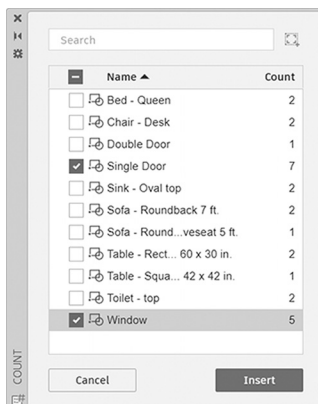 Search
Name Count
Bed - Queen 2
Chair - Desk 2
Double Door 1
Single Door 7
Sink - Oval top 2
Sofa - Roundback 7 ft. 2
Sofa - Round...veseat 5 ft. 1
Table - Rect... 60 x 30 in. 2
Table - Squa... 42 x 42 in. 1
Toilet - top 2
Window 5
COUNT
Cancel Insert